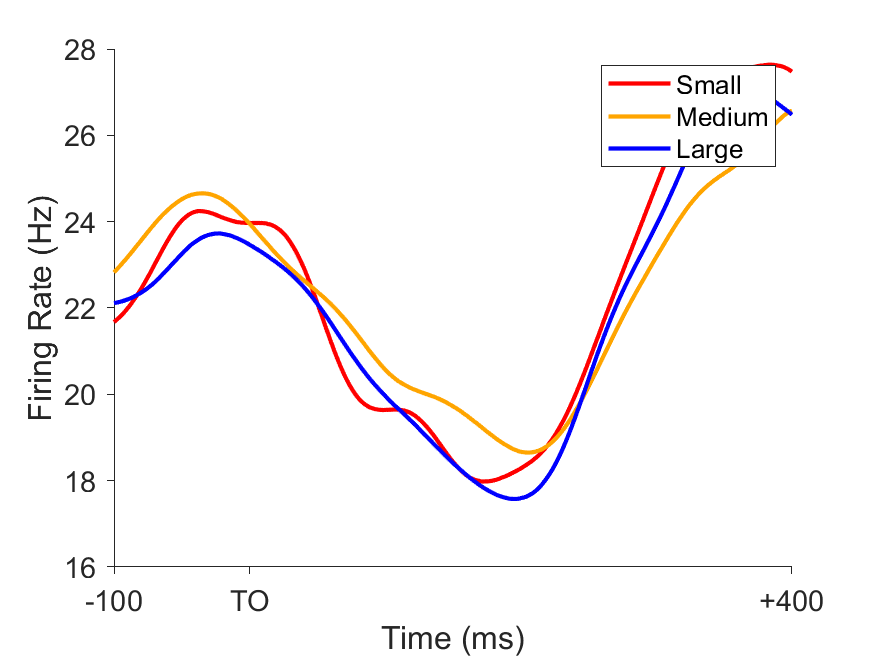 28
26
24
22
20
18
16
Firing Rate (Hz)
Small
Medium
Large
-100 TO +400
Time (ms)